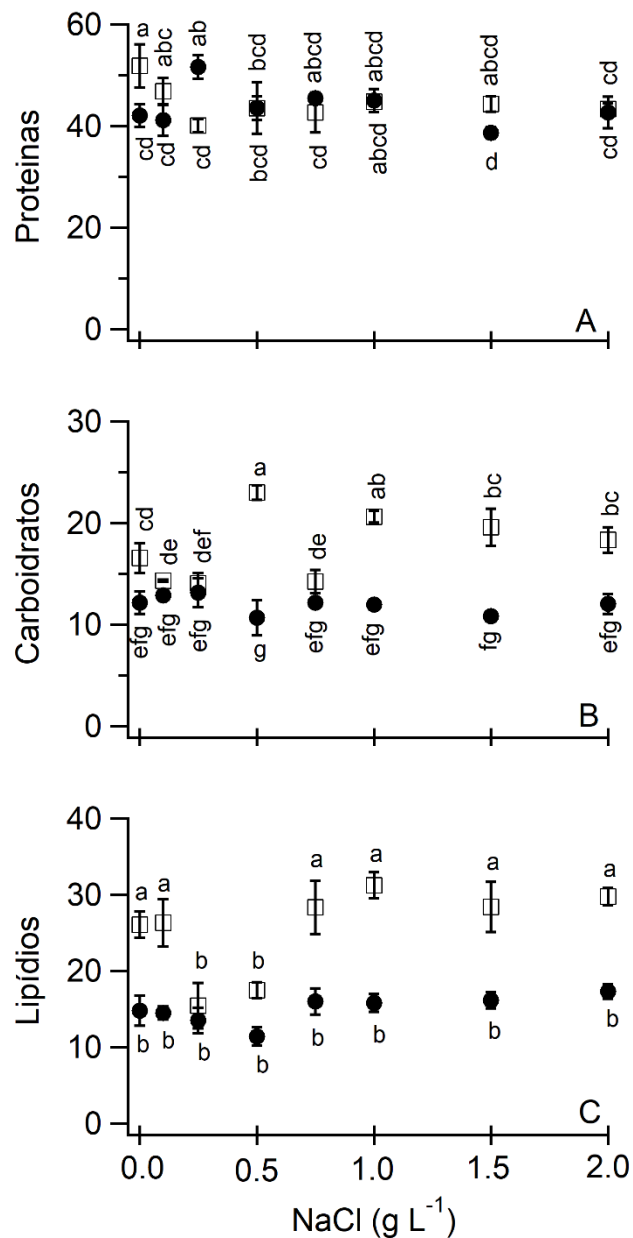 60
40
20
0
Proteinas
a
abc
ab
bcd
abcd
abcd
abcd
cd
cd
cd
cd
bcd
cd
abcd
d
cd
A
30
20
10
0
Carboidratos
cd
de
def
a
de
ab
bc
bc
efg
efg
efg
g
efg
efg
fg
efg
B
40
30
20
10
0
Lipídios
a
a
b
b
a
a
a
a
b
b
b
b
b
b
b
b
C
0.0
0.5
1.0
1.5
2.0
NaCl (g L⁻¹)